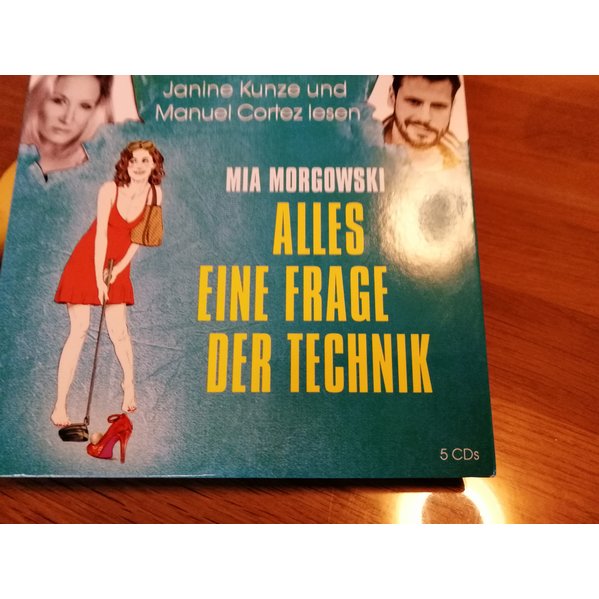 Janine Kunze und
Manuel Cortez lesen
MIA MORGOWSKI
ALLES
EINE FRAGE
DER TECHNIK
5 CDs